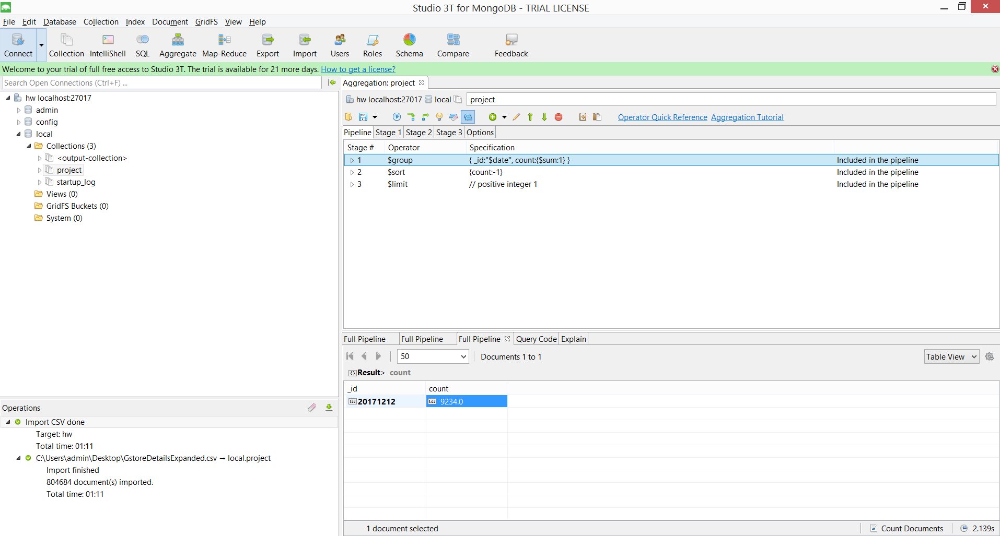 Studio 3T for MongoDB - TRIAL LICENSE
File Edit Database Collection Index Document GridFS View Help
Connect Collection IntelliShell SQL Aggregate Map-Reduce Export Import Users Roles Schema Compare Feedback
Welcome to your trial of full free access to Studio 3T. The trial is available for 21 more days. How to get a license?
Search Open Connections (Ctrl+F) ...
hw localhost:27017
admin
config
local
Collections (3)
<output-collection>
project
startup_log
Views (0)
GridFS Buckets (0)
System (0)
Operations
Import CSV done
Target: hw
Total time: 01:11
C:\Users\admin\Desktop\GstoreDetailsExpanded.csv → local.project
Import finished
804684 document(s) imported.
Total time: 01:11
Aggregation: project
hw localhost:27017 local project
Operator Quick Reference Aggregation Tutorial
Pipeline Stage 1 Stage 2 Stage 3 Options
Stage # Operator Specification
1 $group { _id:"$date", count:{$sum:1} } Included in the pipeline
2 $sort {count:-1} Included in the pipeline
3 $limit // positive integer 1 Included in the pipeline
Full Pipeline Full Pipeline Full Pipeline Query Code Explain
50 Documents 1 to 1 Table View
Result> count
_id count
i32 20171212 1.23 9234.0
1 document selected Count Documents 2.139s